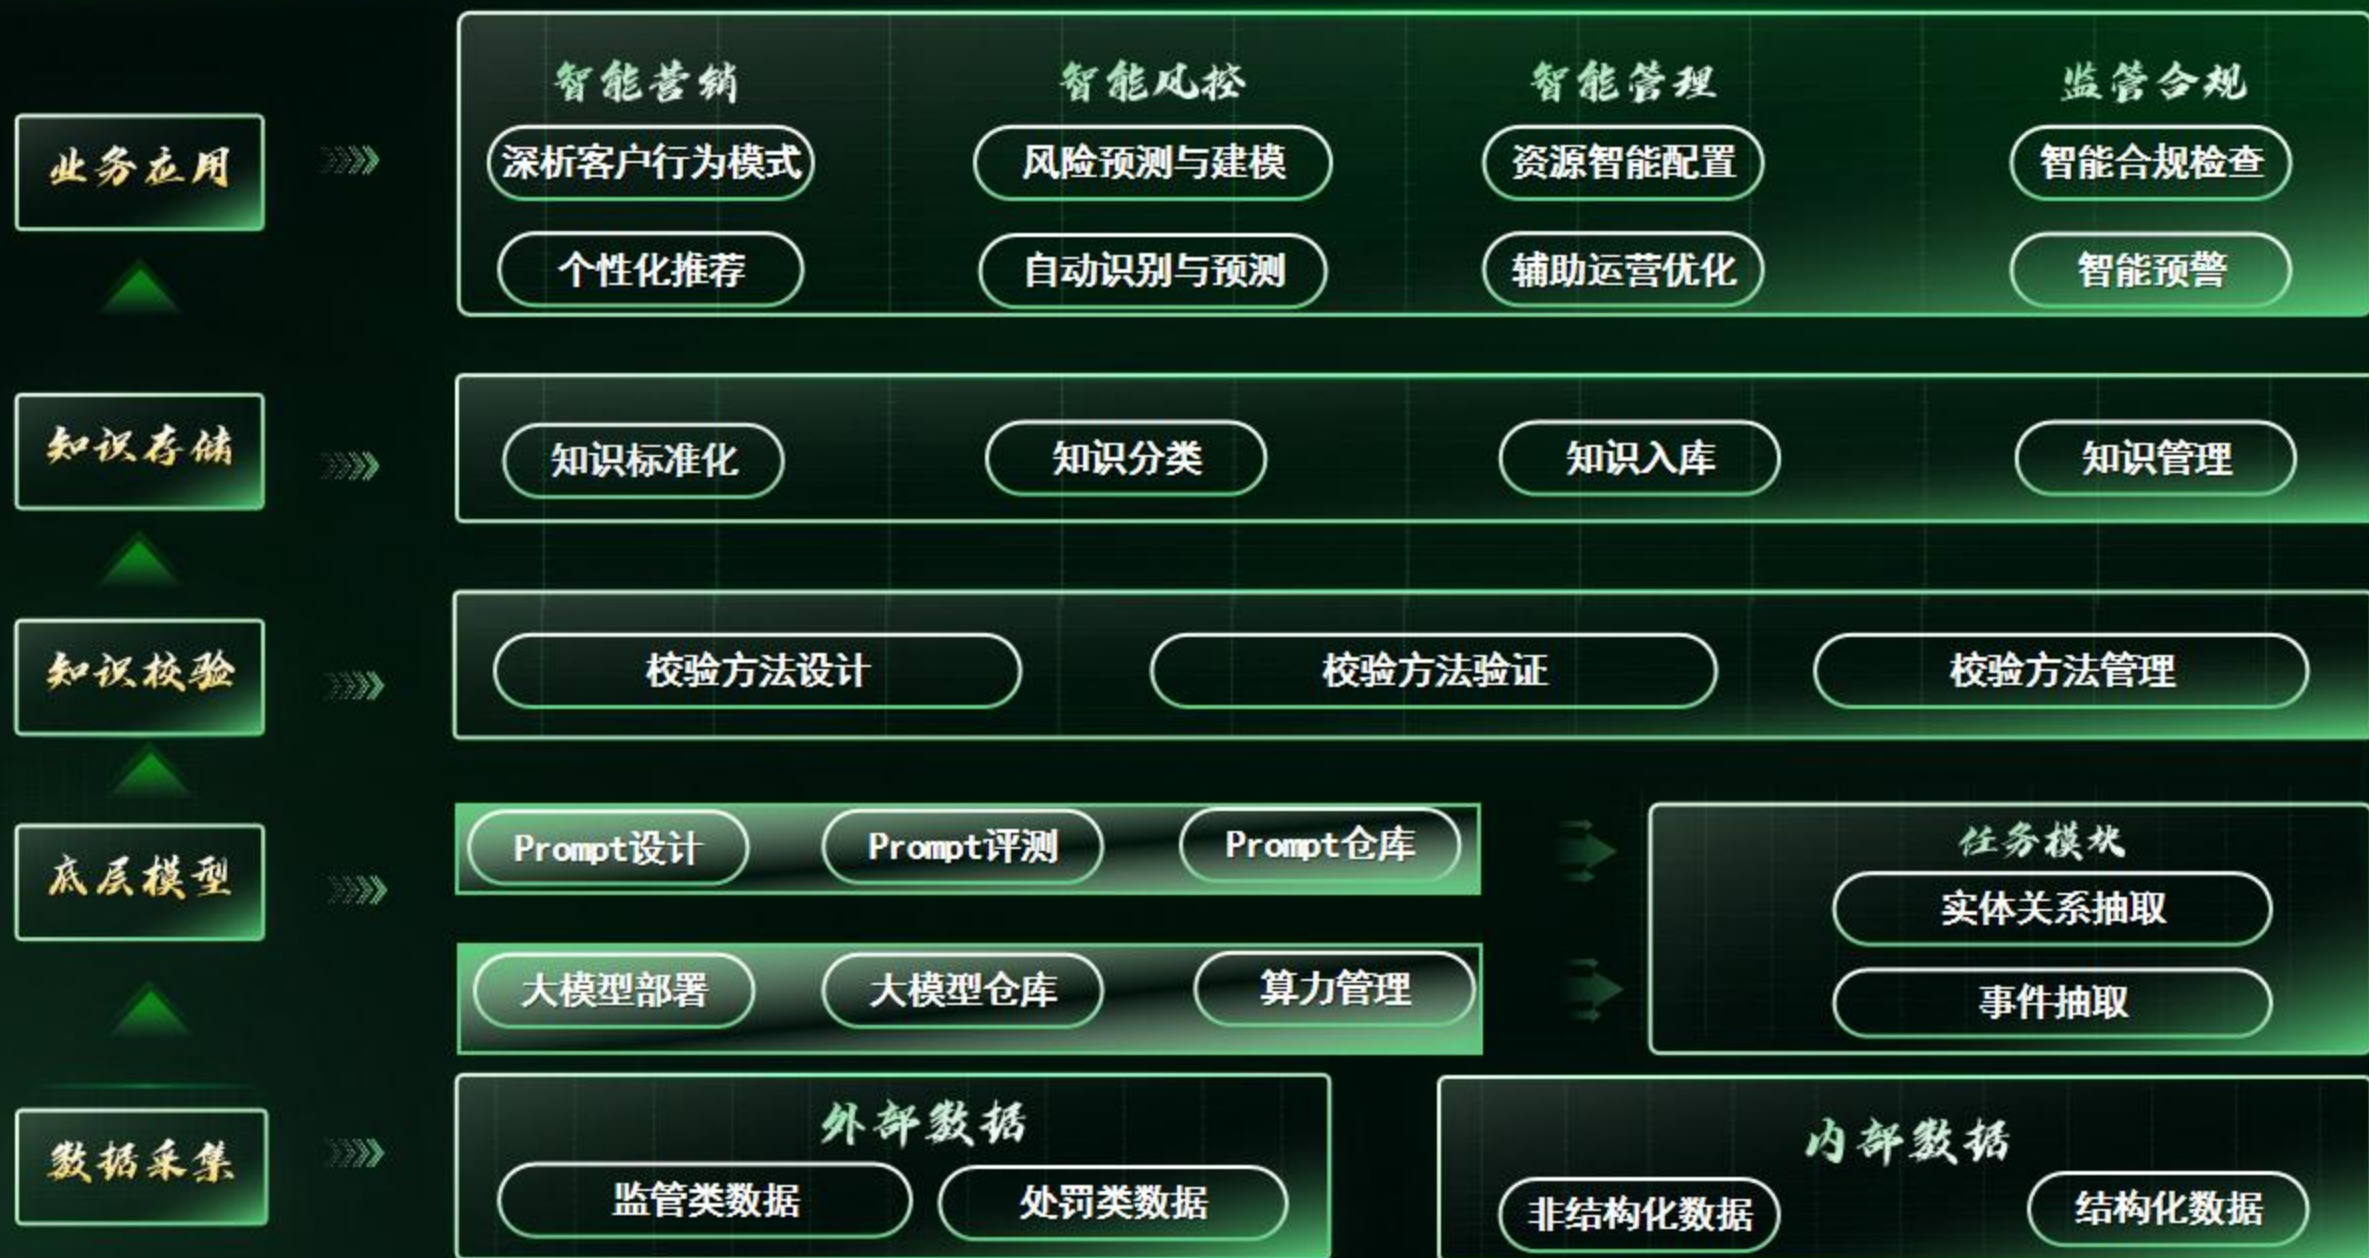 业务应用
智能营销
智能风控
智能管理
监管合规
深析客户行为模式
风险预测与建模
资源智能配置
智能合规检查
个性化推荐
自动识别与预测
辅助运营优化
智能预警
知识存储
知识标准化
知识分类
知识入库
知识管理
知识校验
校验方法设计
校验方法验证
校验方法管理
底层模型
Prompt设计
Prompt评测
Prompt仓库
大模型部署
大模型仓库
算力管理
任务模块
实体关系抽取
事件抽取
数据采集
外部数据
监管类数据
处罚类数据
内部数据
非结构化数据
结构化数据